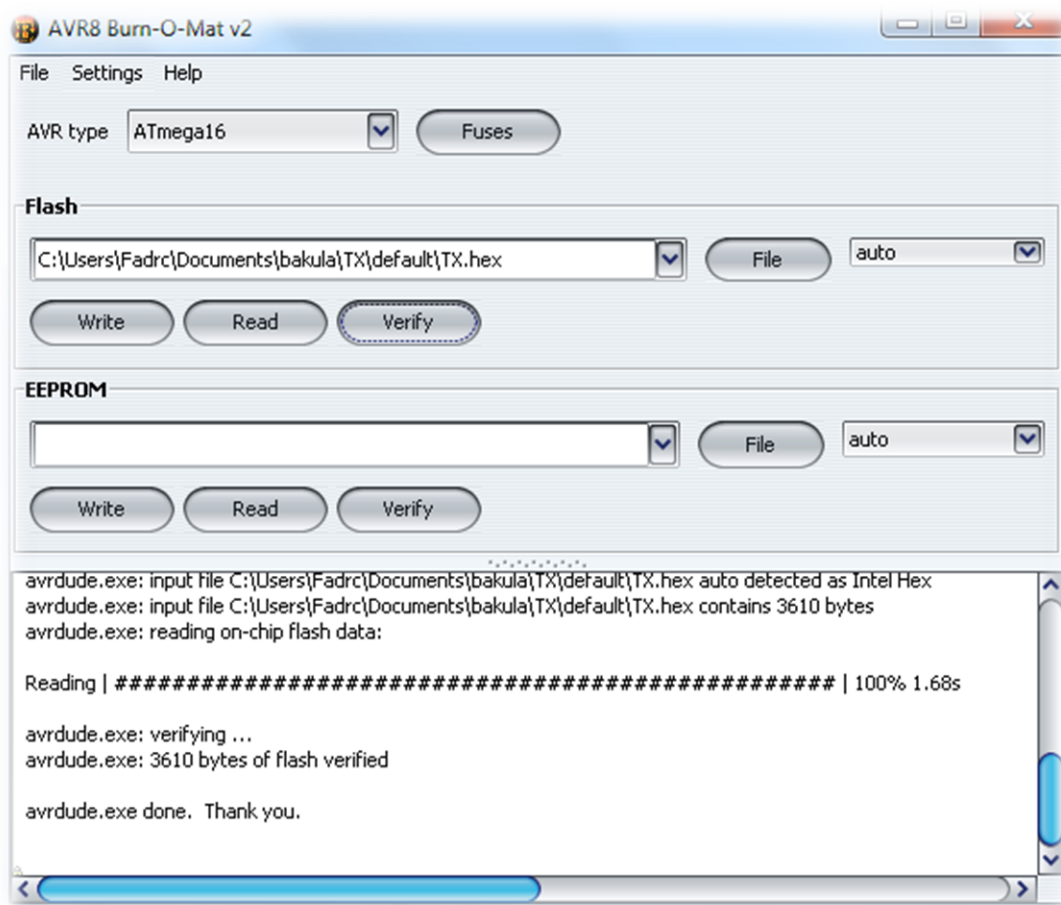 AVR8 Burn-O-Mat v2
File Settings Help
AVR type ATmega16 Fuses
Flash
C:\Users\Fadrc\Documents\bakula\TX\default\TX.hex File auto
Write Read Verify
EEPROM
File auto
Write Read Verify
avrdude.exe: input file C:\Users\Fadrc\Documents\bakula\TX\default\TX.hex auto detected as Intel Hex
avrdude.exe: input file C:\Users\Fadrc\Documents\bakula\TX\default\TX.hex contains 3610 bytes
avrdude.exe: reading on-chip flash data:
Reading | ################################################## | 100% 1.68s
avrdude.exe: verifying ...
avrdude.exe: 3610 bytes of flash verified
avrdude.exe done.  Thank you.